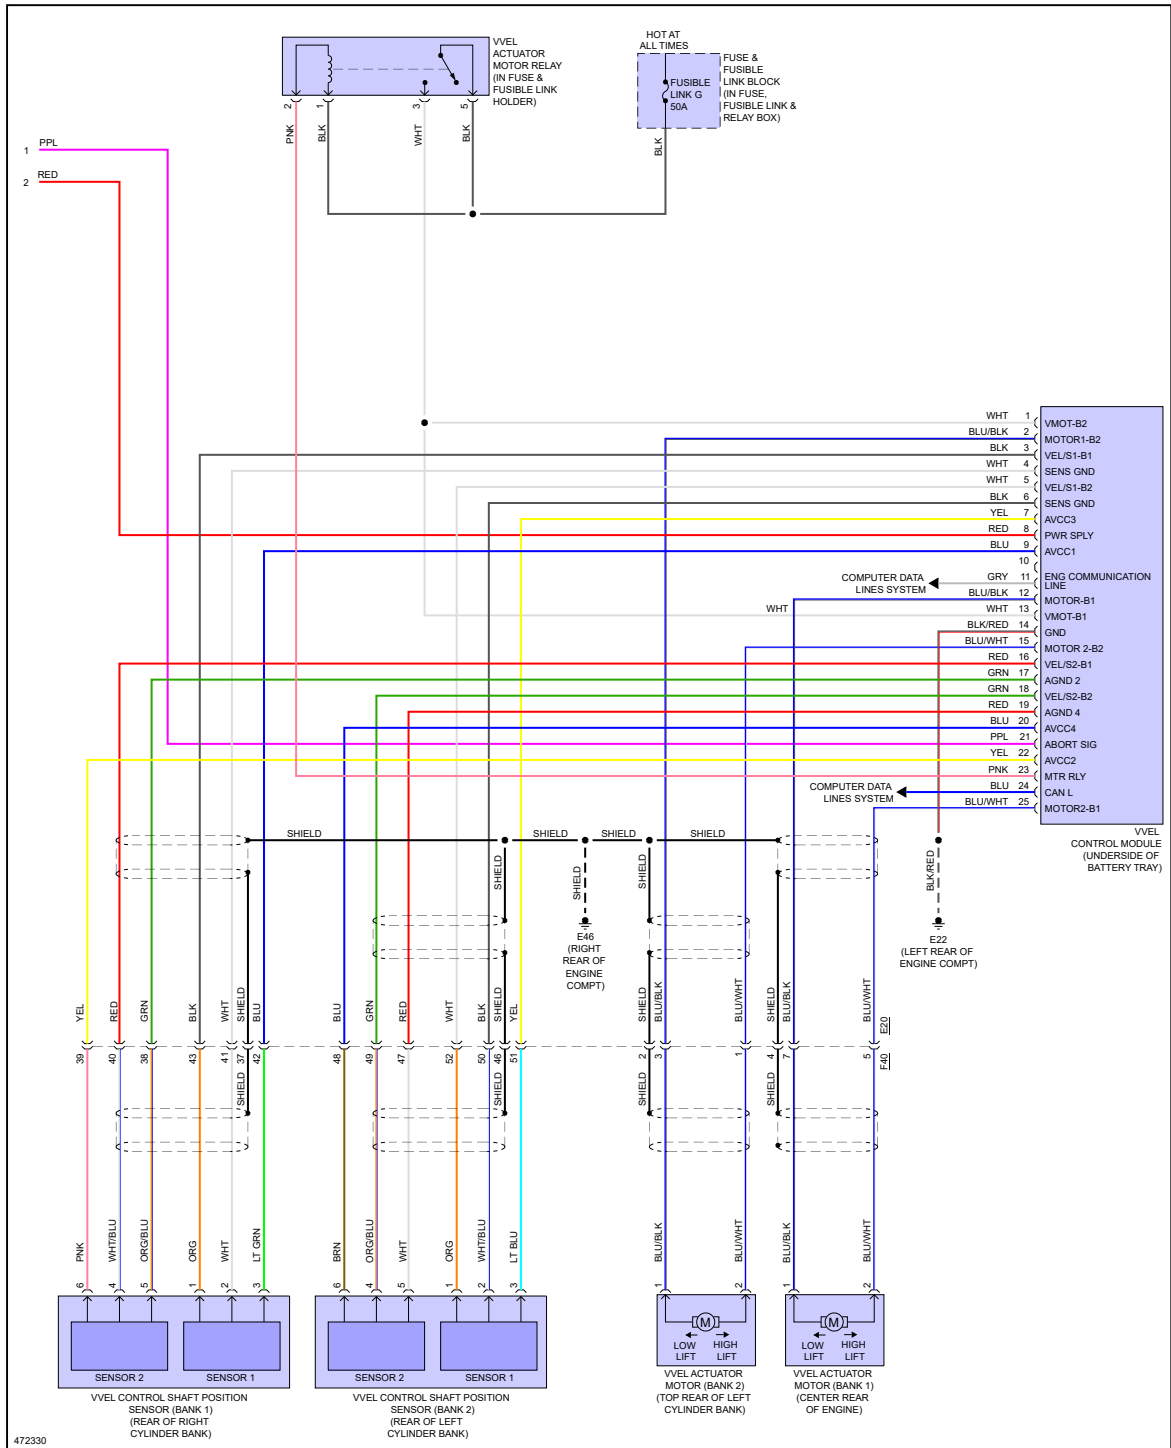 VVEL
ACTUATOR
MOTOR RELAY
(IN FUSE &
FUSIBLE LINK
HOLDER)
HOT AT
ALL TIMES
FUSIBLE
LINK G
50A
FUSE &
FUSIBLE
LINK BLOCK
(IN FUSE,
FUSIBLE LINK &
RELAY BOX)
2 1 3 5
PNK BLK WHT BLK BLK
1 PPL
2 RED
WHT 1 VMOT-B2
BLU/BLK 2 MOTOR1-B2
BLK 3 VEL/S1-B1
WHT 4 SENS GND
WHT 5 VEL/S1-B2
BLK 6 SENS GND
YEL 7 AVCC3
RED 8 PWR SPLY
BLU 9 AVCC1
10
COMPUTER DATA
LINES SYSTEM
GRY 11 ENG COMMUNICATION
LINE
BLU/BLK 12 MOTOR-B1
WHT WHT 13 VMOT-B1
BLK/RED 14 GND
BLU/WHT 15 MOTOR 2-B2
RED 16 VEL/S2-B1
GRN 17 AGND 2
GRN 18 VEL/S2-B2
RED 19 AGND 4
BLU 20 AVCC4
PPL 21 ABORT SIG
YEL 22 AVCC2
PNK 23 MTR RLY
COMPUTER DATA
LINES SYSTEM
BLU 24 CAN L
BLU/WHT 25 MOTOR2-B1
VVEL
CONTROL MODULE
(UNDERSIDE OF
BATTERY TRAY)
SHIELD SHIELD SHIELD SHIELD
SHIELD SHIELD SHIELD BLK/RED
E46
(RIGHT
REAR OF
ENGINE
COMPT)
E22
(LEFT REAR OF
ENGINE COMPT)
YEL RED GRN BLK WHT SHIELD BLU BLU GRN RED WHT BLK SHIELD YEL SHIELD BLU/BLK BLU/WHT SHIELD BLU/BLK BLU/WHT E20
39 40 38 43 41 37 42 48 49 47 52 50 46 51 2 3 1 4 7 5 F40
SHIELD SHIELD SHIELD SHIELD
PNK WHT/BLU ORG/BLU ORG WHT LT GRN BRN ORG/BLU WHT ORG WHT/BLU LT BLU BLU/BLK BLU/WHT BLU/BLK BLU/WHT
6 4 5 1 2 3 6 4 5 1 2 3 1 2 1 2
SENSOR 2 SENSOR 1
VVEL CONTROL SHAFT POSITION
SENSOR (BANK 1)
(REAR OF RIGHT
CYLINDER BANK)
SENSOR 2 SENSOR 1
VVEL CONTROL SHAFT POSITION
SENSOR (BANK 2)
(REAR OF LEFT
CYLINDER BANK)
M
LOW
LIFT
HIGH
LIFT
VVEL ACTUATOR
MOTOR (BANK 2)
(TOP REAR OF LEFT
CYLINDER BANK)
M
LOW
LIFT
HIGH
LIFT
VVEL ACTUATOR
MOTOR (BANK 1)
(CENTER REAR
OF ENGINE)
472330